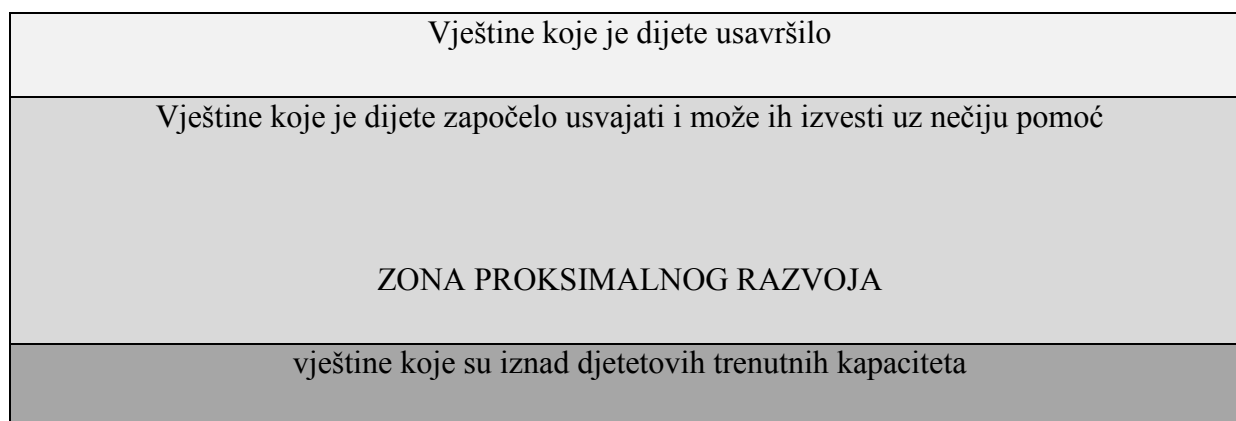 Vještine koje je dijete usavršilo
Vještine koje je dijete započelo usvajati i može ih izvesti uz nečiju pomoć
ZONA PROKSIMALNOG RAZVOJA
vještine koje su iznad djetetovih trenutnih kapaciteta